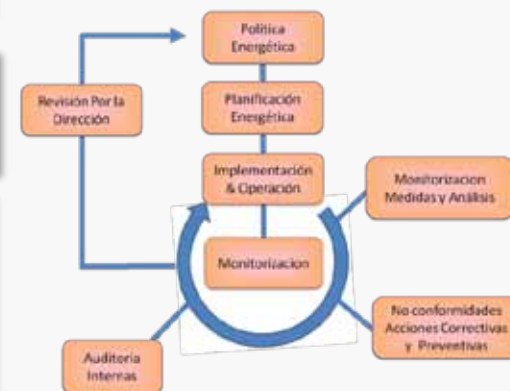 Política
Energética
Revisión Por la
Dirección
Planificación
Energética
Implementación
& Operación
Monitorizacion
Medidas y Análisis
Monitorizacion
No conformidades
Acciones Correctivas
y Preventivas
Auditoria
Internas